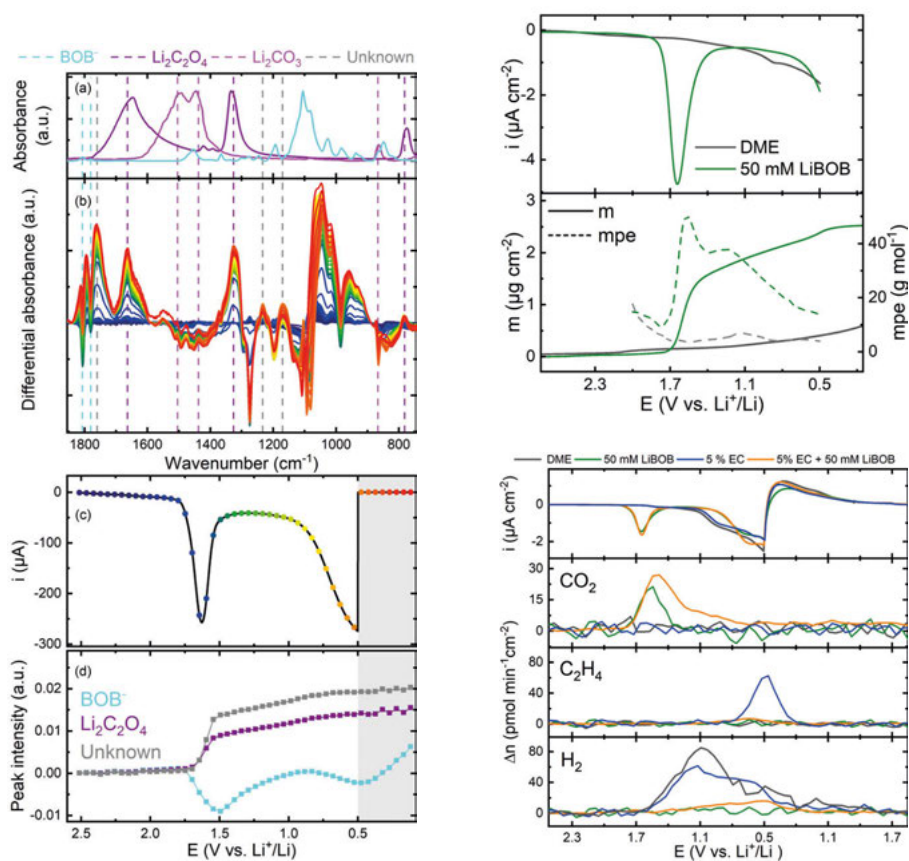 BOB⁻ Li₂C₂O₄ Li₂CO₃ Unknown
(a)
Absorbance
(a.u.)
(b)
Differential absorbance (a.u.)
1800 1600 1400 1200 1000 800
Wavenumber (cm⁻¹)
(c)
i (µA)
0
-100
-200
-300
(d)
BOB⁻
Li₂C₂O₄
Unknown
Peak intensity (a.u.)
0.02
0.01
0.00
-0.01
2.5 2.0 1.5 1.0 0.5
E (V vs. Li⁺/Li)
i (µA cm⁻²)
0
-2
-4
DME
50 mM LiBOB
m
mpe
m (µg cm⁻²)
3
2
1
0
mpe (g mol⁻¹)
40
20
10
0
2.3 1.7 1.1 0.5
E (V vs. Li⁺/Li)
DME 50 mM LiBOB 5 % EC 5% EC + 50 mM LiBOB
i (µA cm⁻²)
0
-2
CO₂
30
15
0
C₂H₄
80
40
0
H₂
80
40
0
Δn (pmol min⁻¹cm⁻²)
2.3 1.7 1.1 0.5 1.1 1.7
E (V vs. Li⁺/Li)